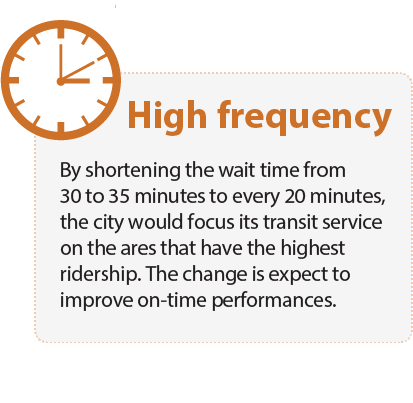 High frequency
By shortening the wait time from
30 to 35 minutes to every 20 minutes,
the city would focus its transit service
on the ares that have the highest
ridership. The change is expect to
improve on-time performances.